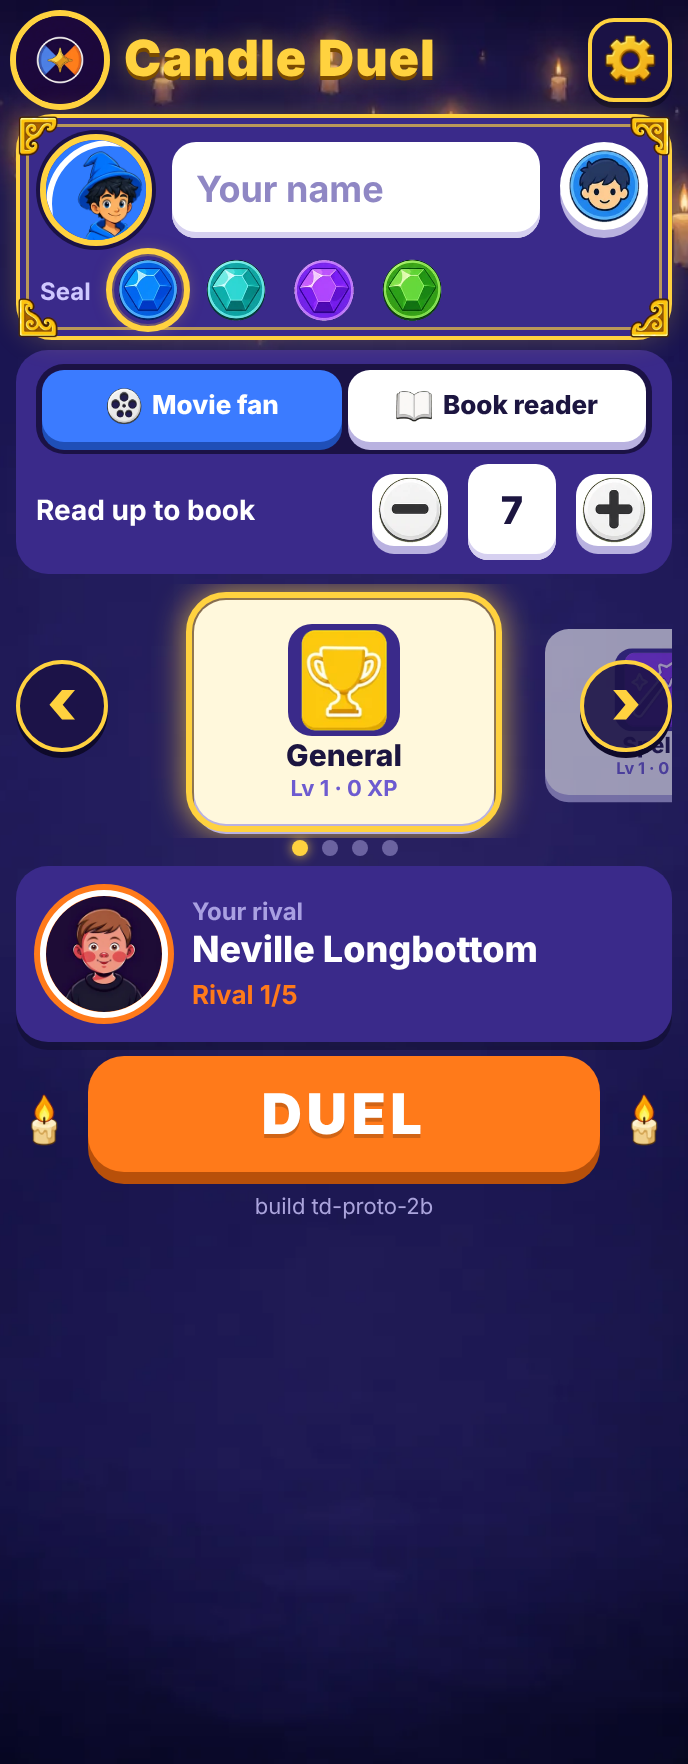 Candle Duel
Your name
Seal
Movie fan
Book reader
Read up to book
7
General
Lv 1 · 0 XP
Lv 1 · 0
Your rival
Neville Longbottom
Rival 1/5
DUEL
build td-proto-2b